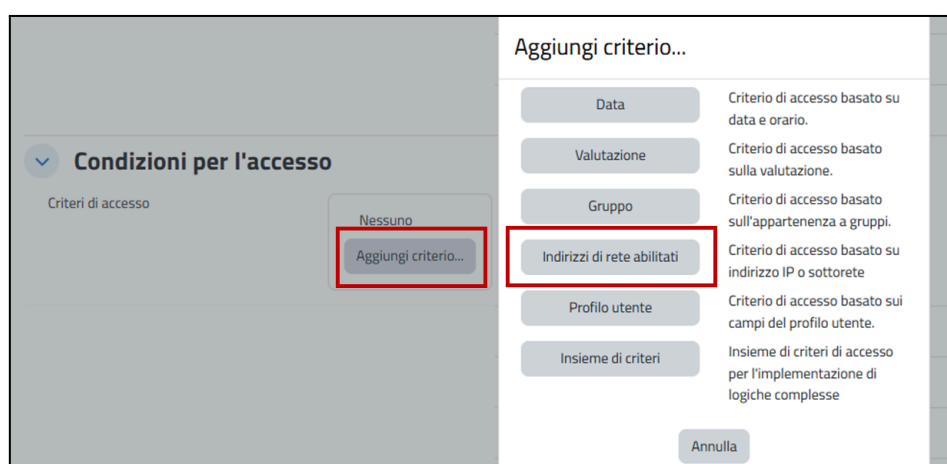 Aggiungi criterio...
Data
Criterio di accesso basato su
data e orario.
Valutazione
Criterio di accesso basato
sulla valutazione.
Condizioni per l'accesso
Criteri di accesso
Nessuno
Aggiungi criterio...
Gruppo
Criterio di accesso basato
sull'appartenenza a gruppi.
Indirizzi di rete abilitati
Criterio di accesso basato su
indirizzo IP o sottorete
Profilo utente
Criterio di accesso basato sui
campi del profilo utente.
Insieme di criteri
Insieme di criteri di accesso
per l'implementazione di
logiche complesse
Annulla